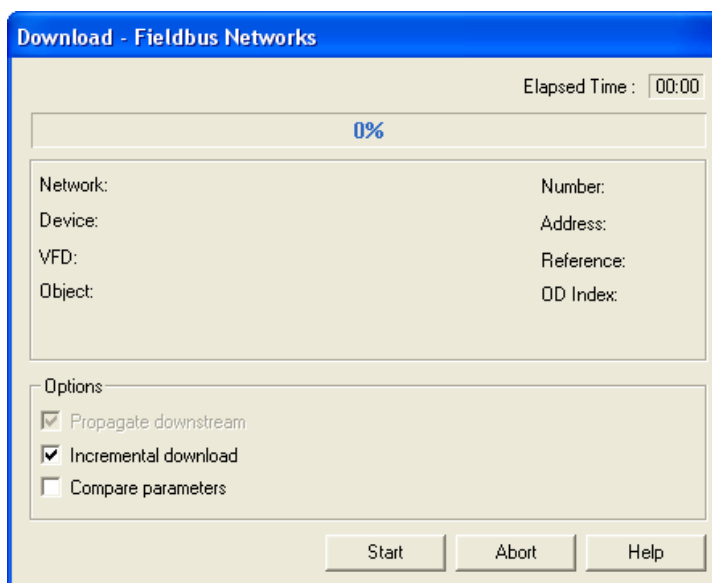 Download - Fieldbus Networks
Elapsed Time : 00:00
0%
Network: Number:
Device: Address:
VFD: Reference:
Object: OD Index:
Options
Propagate downstream
Incremental download
Compare parameters
Start Abort Help